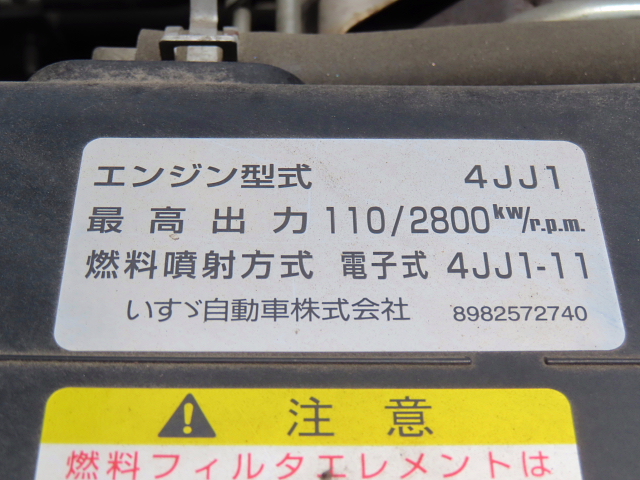 エンジン型式 4JJ1
最高出力 110/2800kw/r.p.m.
燃料噴射方式 電子式 4JJ1-11
いすゞ自動車株式会社 8982572740
注意
燃料フィルタエレメントは